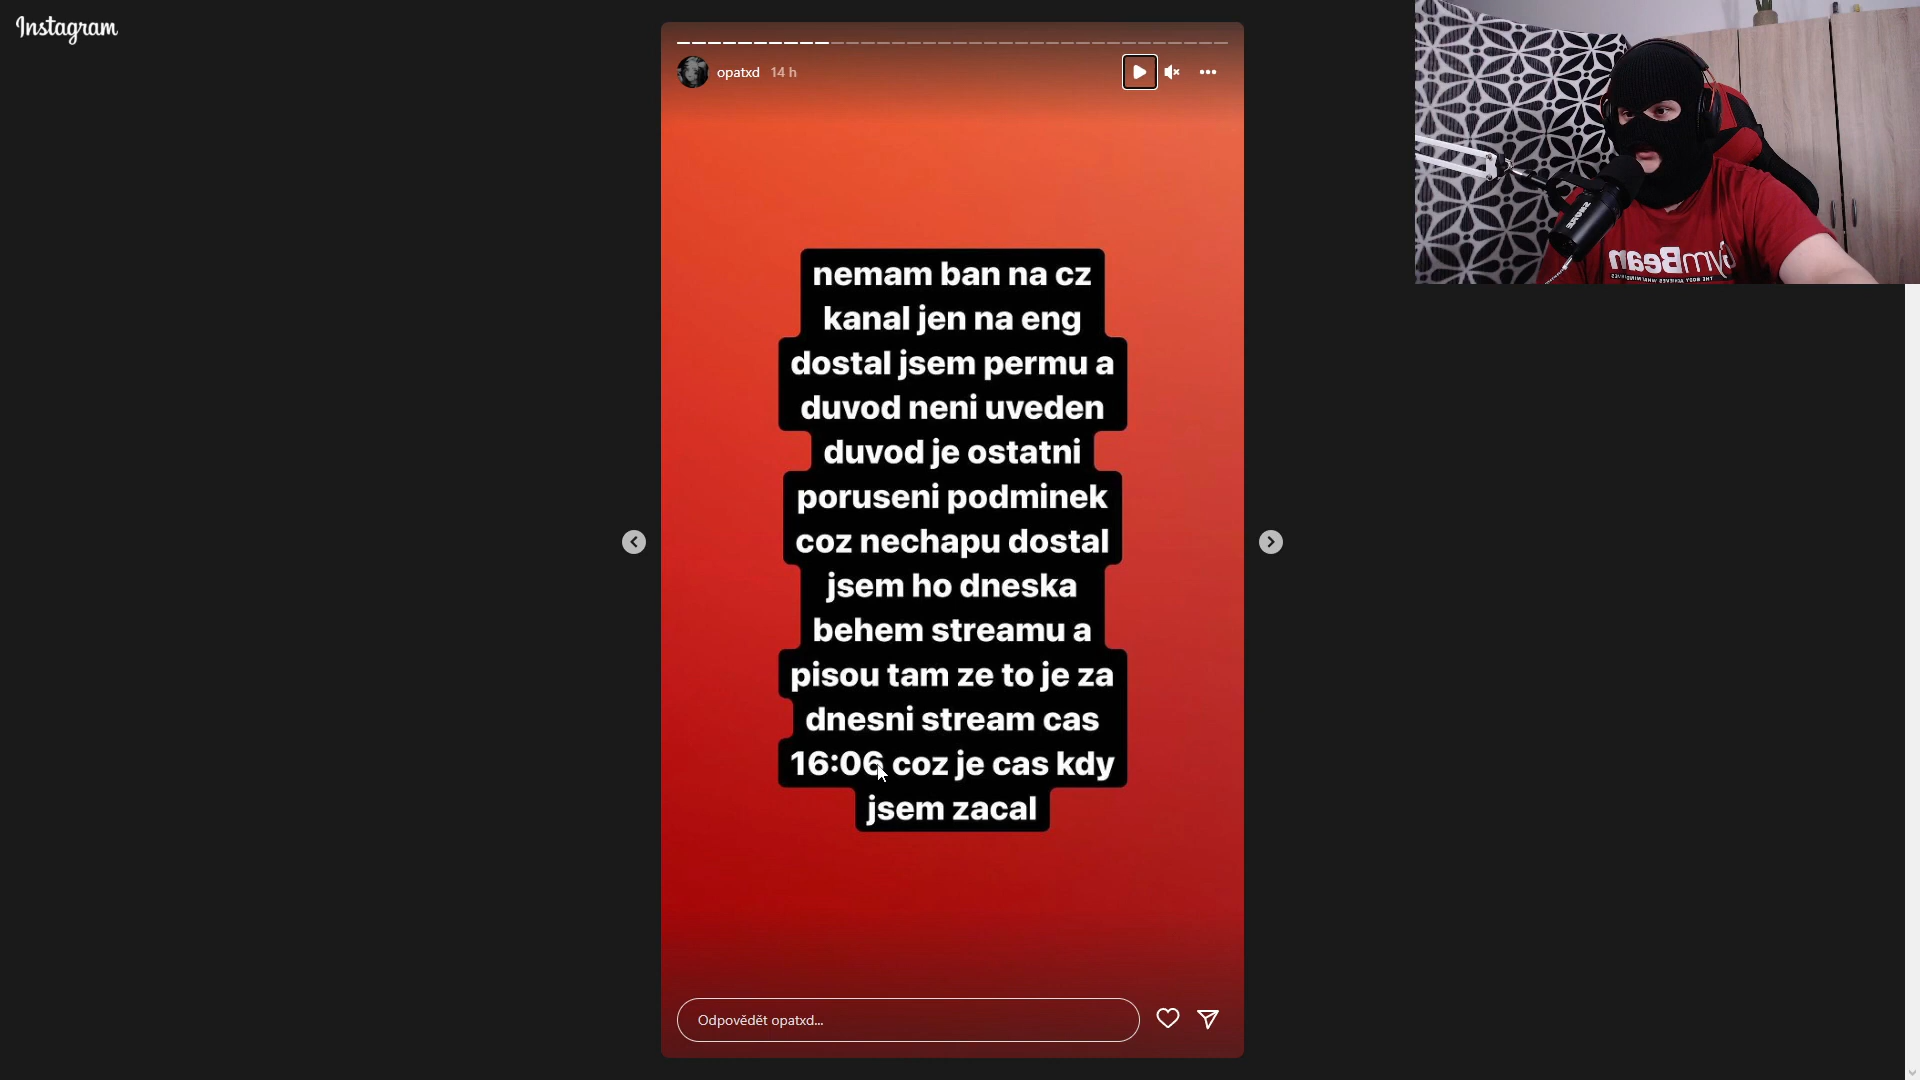 Instagram
opatxd 14 h
nemam ban na cz
kanal jen na eng
dostal jsem permu a
duvod neni uveden
duvod je ostatni
poruseni podminek
coz nechapu dostal
jsem ho dneska
behem streamu a
pisou tam ze to je za
dnesni stream cas
16:06 coz je cas kdy
jsem zacal
Odpovědět opatxd...
SHURE
GymBeam